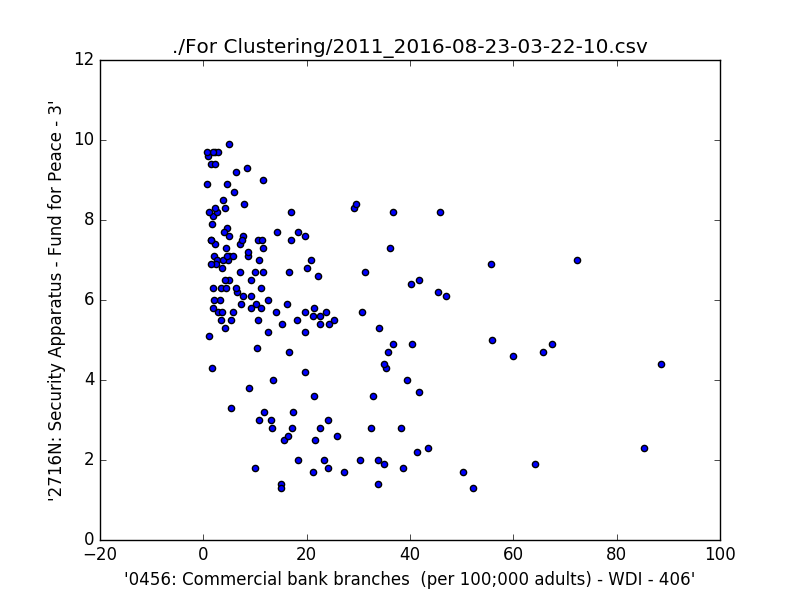 ./For Clustering/2011_2016-08-23-03-22-10.csv
12
10
8
6
4
2
0
'2716N: Security Apparatus - Fund for Peace - 3'
−20 0 20 40 60 80 100
'0456: Commercial bank branches  (per 100;000 adults) - WDI - 406'